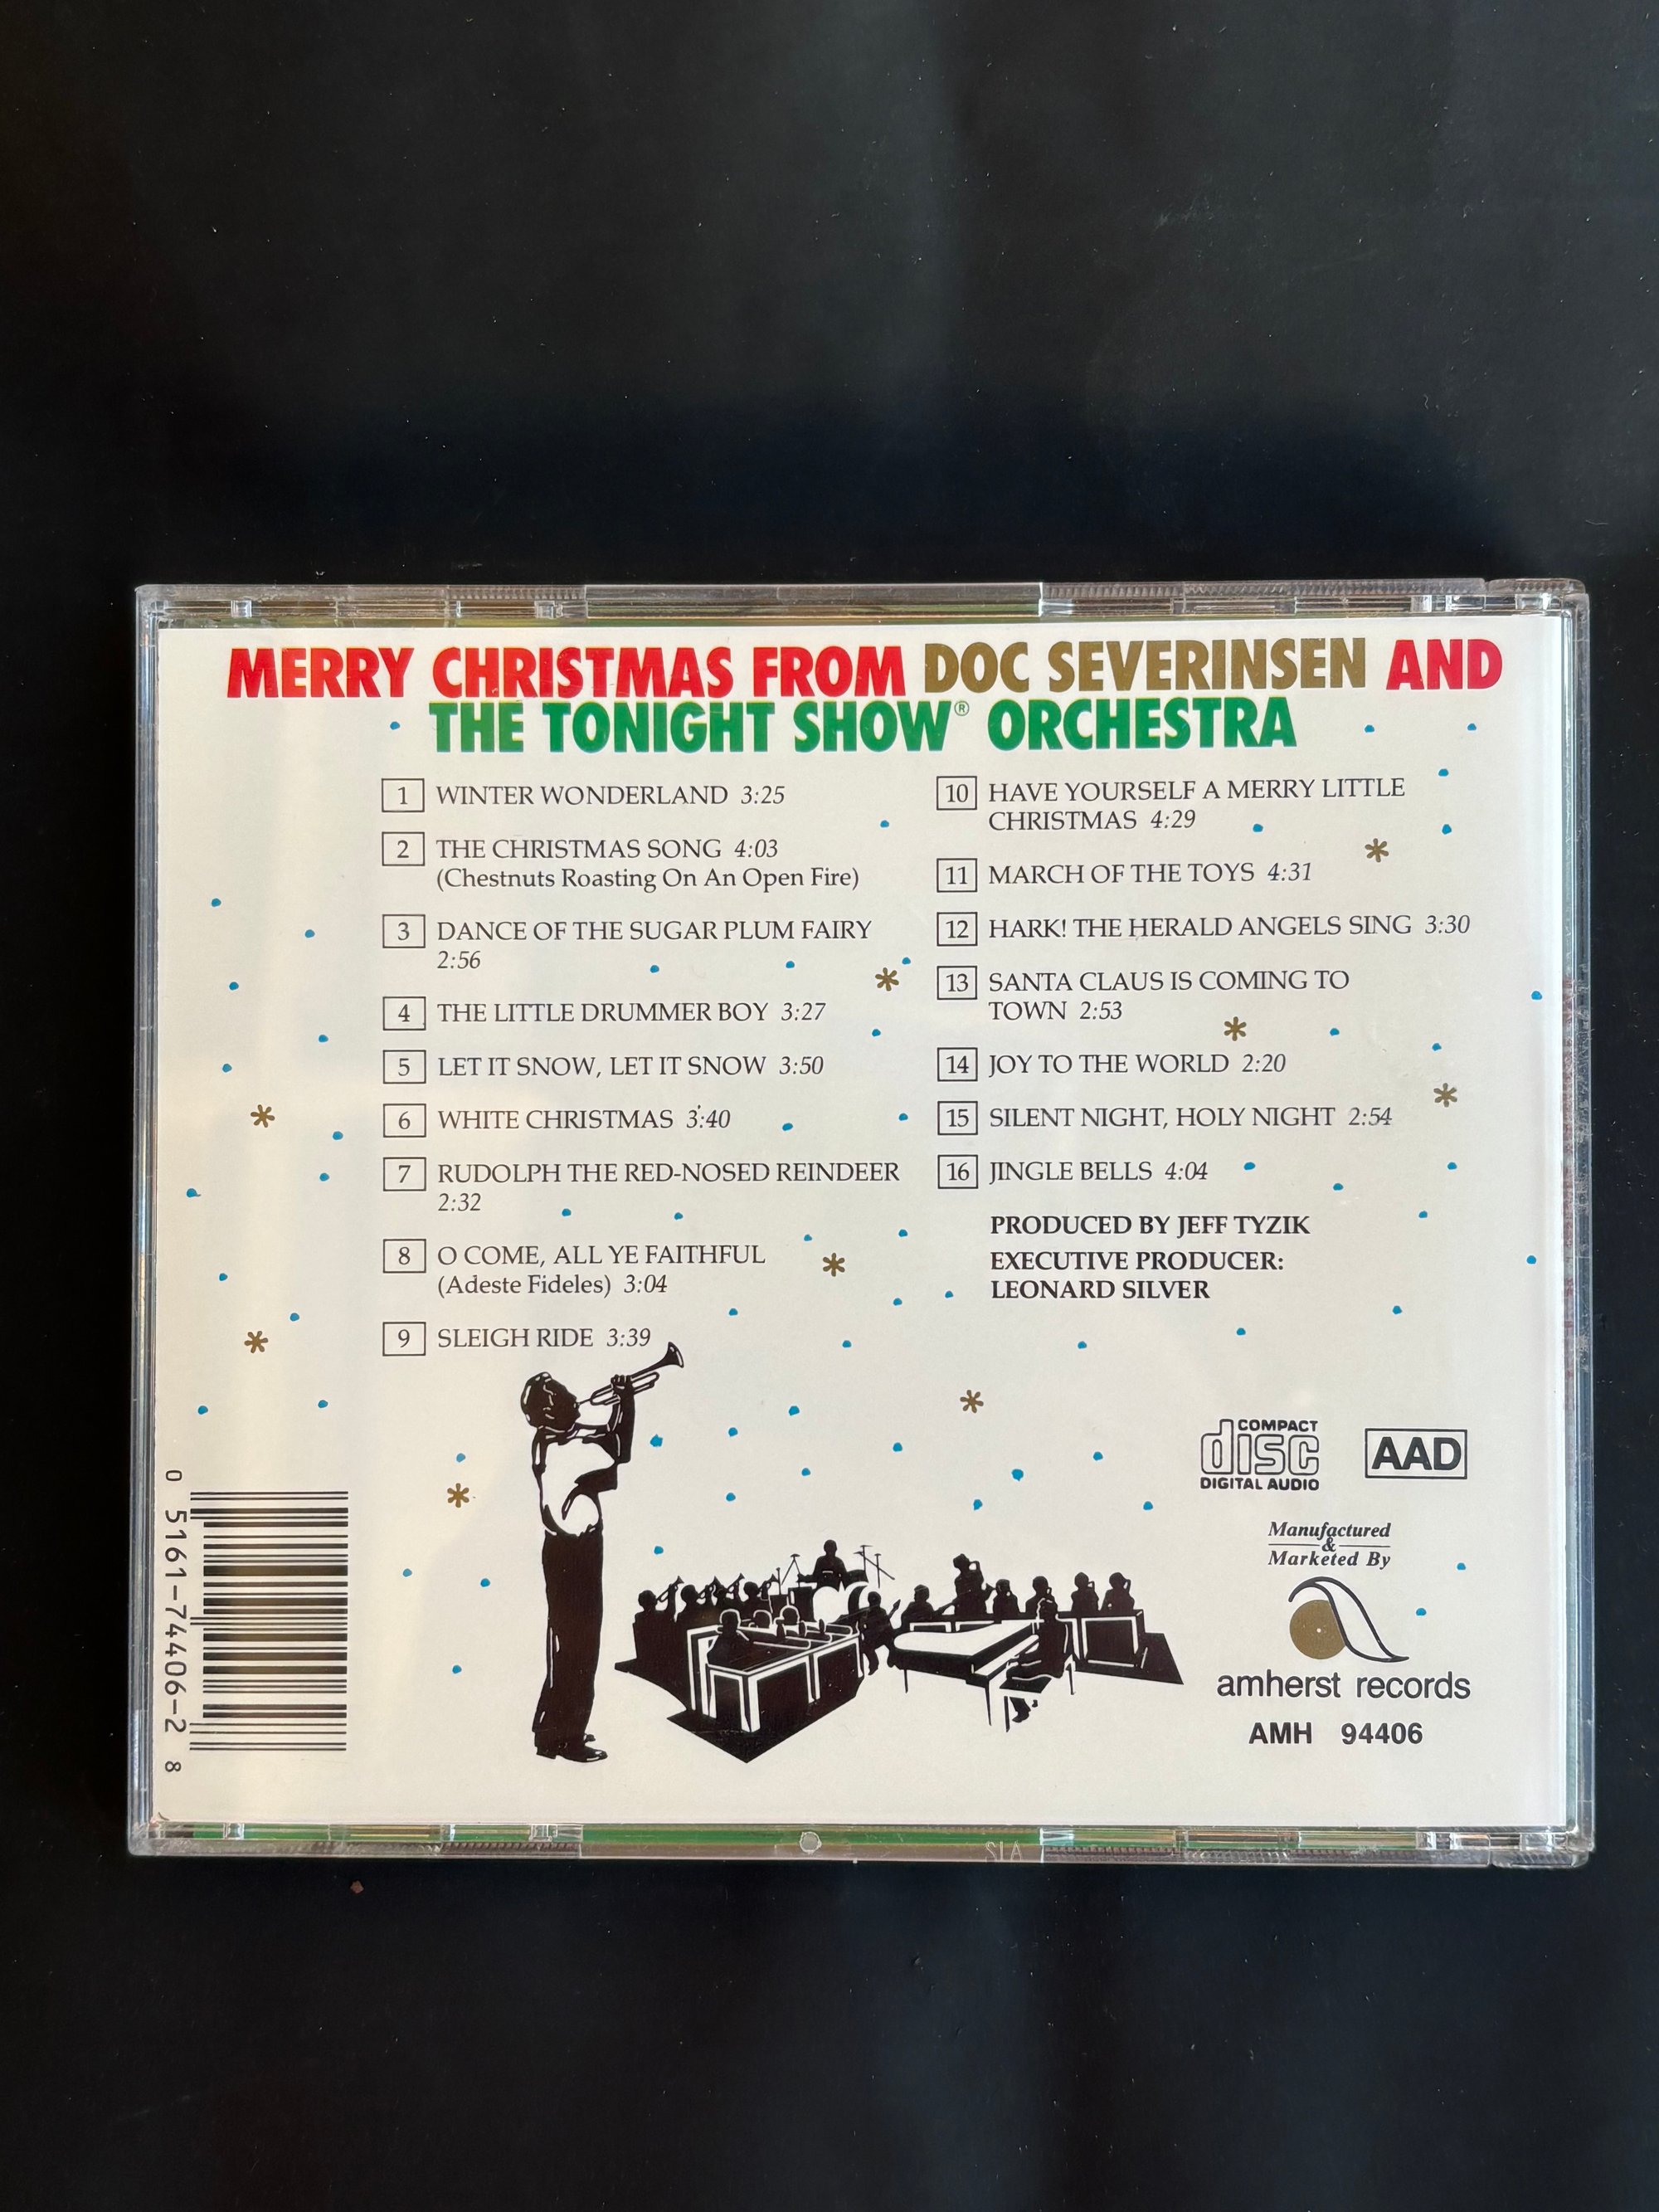 MERRY CHRISTMAS FROM DOC SEVERINSEN AND
THE TONIGHT SHOW® ORCHESTRA
1 WINTER WONDERLAND 3:25
2 THE CHRISTMAS SONG 4:03
(Chestnuts Roasting On An Open Fire)
3 DANCE OF THE SUGAR PLUM FAIRY
2:56
4 THE LITTLE DRUMMER BOY 3:27
5 LET IT SNOW, LET IT SNOW 3:50
6 WHITE CHRISTMAS 3:40
7 RUDOLPH THE RED-NOSED REINDEER
2:32
8 O COME, ALL YE FAITHFUL
(Adeste Fideles) 3:04
9 SLEIGH RIDE 3:39
10 HAVE YOURSELF A MERRY LITTLE
CHRISTMAS 4:29
11 MARCH OF THE TOYS 4:31
12 HARK! THE HERALD ANGELS SING 3:30
13 SANTA CLAUS IS COMING TO
TOWN 2:53
14 JOY TO THE WORLD 2:20
15 SILENT NIGHT, HOLY NIGHT 2:54
16 JINGLE BELLS 4:04
PRODUCED BY JEFF TYZIK
EXECUTIVE PRODUCER:
LEONARD SILVER
COMPACT
disc
DIGITAL AUDIO
AAD
Manufactured
&
Marketed By
amherst records
AMH 94406
0 5161-74406-2 8